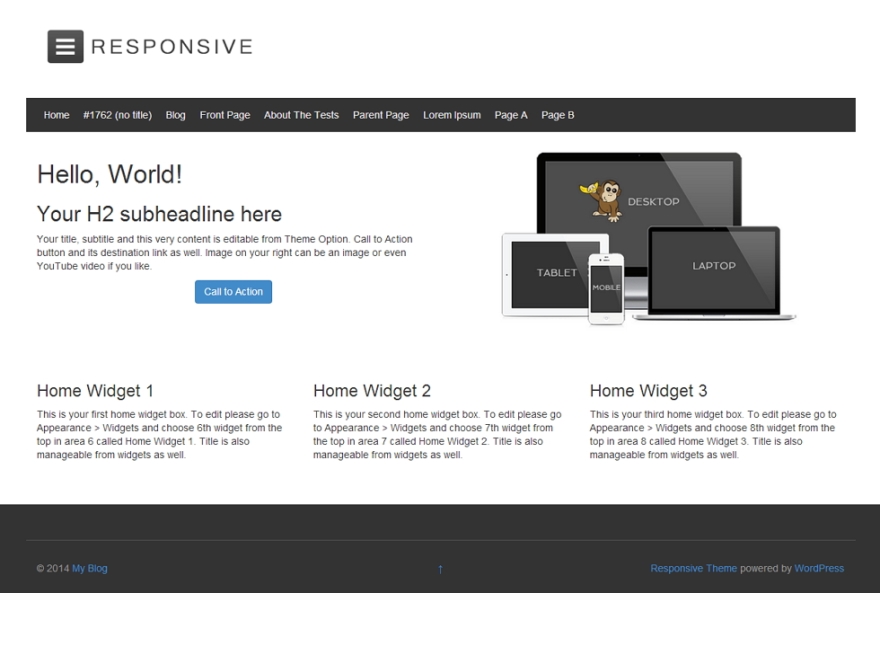 RESPONSIVE
Home #1762 (no title) Blog Front Page About The Tests Parent Page Lorem Ipsum Page A Page B
Hello, World!
Your H2 subheadline here
Your title, subtitle and this very content is editable from Theme Option. Call to Action
button and its destination link as well. Image on your right can be an image or even
YouTube video if you like.
Call to Action
DESKTOP
TABLET
MOBILE
LAPTOP
Home Widget 1
This is your first home widget box. To edit please go to
Appearance > Widgets and choose 6th widget from the
top in area 6 called Home Widget 1. Title is also
manageable from widgets as well.
Home Widget 2
This is your second home widget box. To edit please go
to Appearance > Widgets and choose 7th widget from
the top in area 7 called Home Widget 2. Title is also
manageable from widgets as well.
Home Widget 3
This is your third home widget box. To edit please go to
Appearance > Widgets and choose 8th widget from the
top in area 8 called Home Widget 3. Title is also
manageable from widgets as well.
© 2014 My Blog
↑
Responsive Theme powered by WordPress